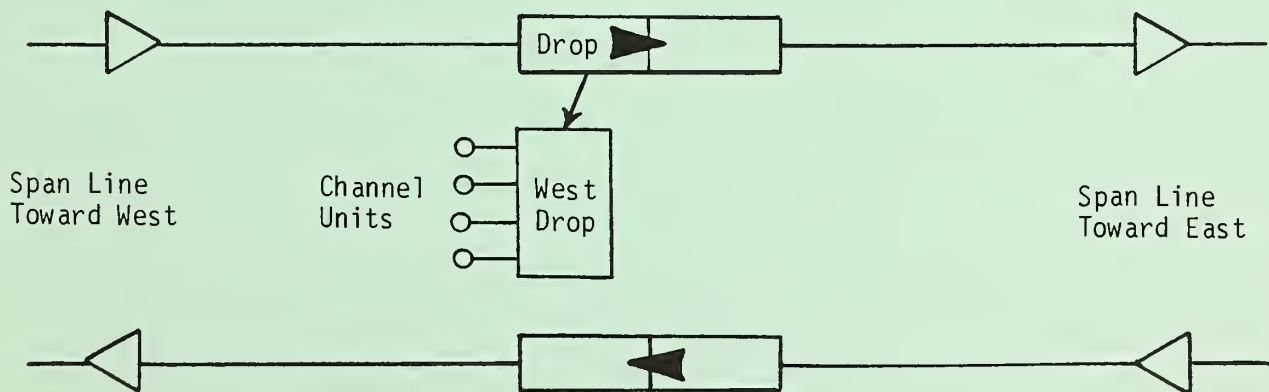 Drop
Span Line
Toward West
Channel
Units
West
Drop
Span Line
Toward East